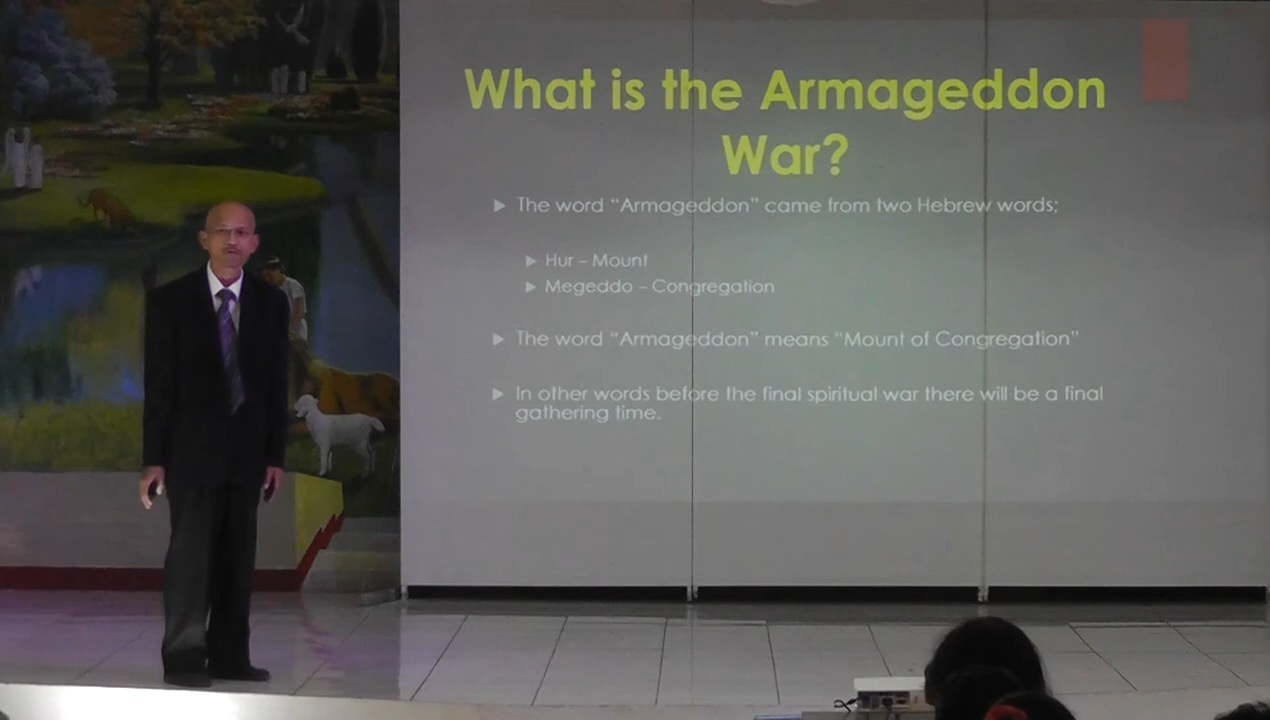 What is the Armageddon
War?
The word “Armageddon” came from two Hebrew words;
Hur – Mount
Megeddo – Congregation
The word “Armageddon” means “Mount of Congregation”
In other words before the final spiritual war there will be a final
gathering time.